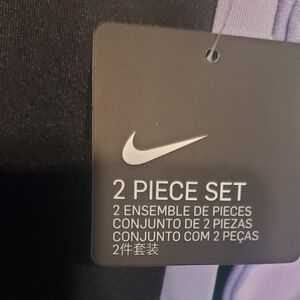 2 PIECE SET
2 ENSEMBLE DE PIECES
CONJUNTO DE 2 PIEZAS
CONJUNTO COM 2 PEÇAS
2件套装